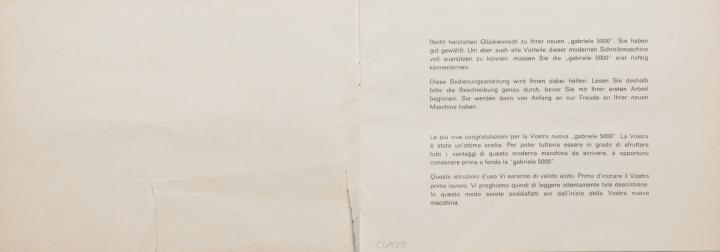 Recht herzlichen Glückwunsch zu Ihrer neuen „gabriele 5000". Sie haben
gut gewählt. Um aber auch alle Vorteile dieser modernen Schreibmaschine
voll ausnützen zu können, müssen Sie die „gabriele 5000" erst richtig
kennenlernen.
Diese Bedienungsanleitung wird Ihnen dabei helfen. Lesen Sie deshalb
bitte die Beschreibung genau durch, bevor Sie mit Ihrer ersten Arbeit
beginnen. Sie werden dann von Anfang an nur Freude an Ihrer neuen
Maschine haben.
Le più vive congratulazioni per la Vostra nuova „gabriele 5000". La Vostra
è stata un'ottima scelta. Per poter tuttavia essere in grado di sfruttare
tutti i vantaggi di questa moderna macchina da scrivere, è opportuno
conoscere prima a fondo la "gabriele 5000".
Queste istruzioni d'uso Vi saranno di valido aiuto. Prima d'iniziare il Vostro
primo lavoro, Vi preghiamo quindi di leggere attentamente tale descrizione.
In questo modo sarete soddisfatti sin dall'inizio della Vostra nuova
macchina.